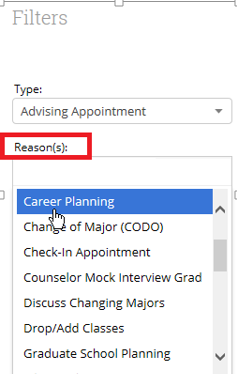 Filters
Type:
Advising Appointment
Reason(s):
Career Planning
Change of Major (CODO)
Check-In Appointment
Counselor Mock Interview Grad
Discuss Changing Majors
Drop/Add Classes
Graduate School Planning